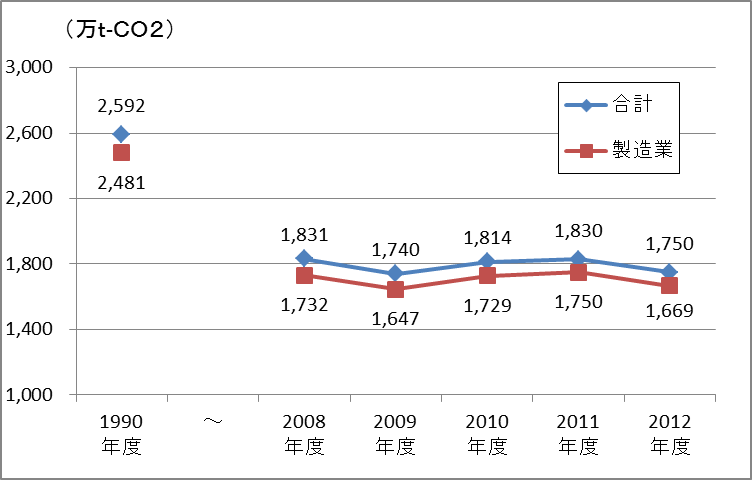 （万t-CO２）
3,000
2,600
2,200
1,800
1,400
1,000
合計
製造業
2,592
2,481
1,831
1,740
1,814
1,830
1,750
1,732
1,647
1,729
1,750
1,669
1990
年度
～
2008
年度
2009
年度
2010
年度
2011
年度
2012
年度